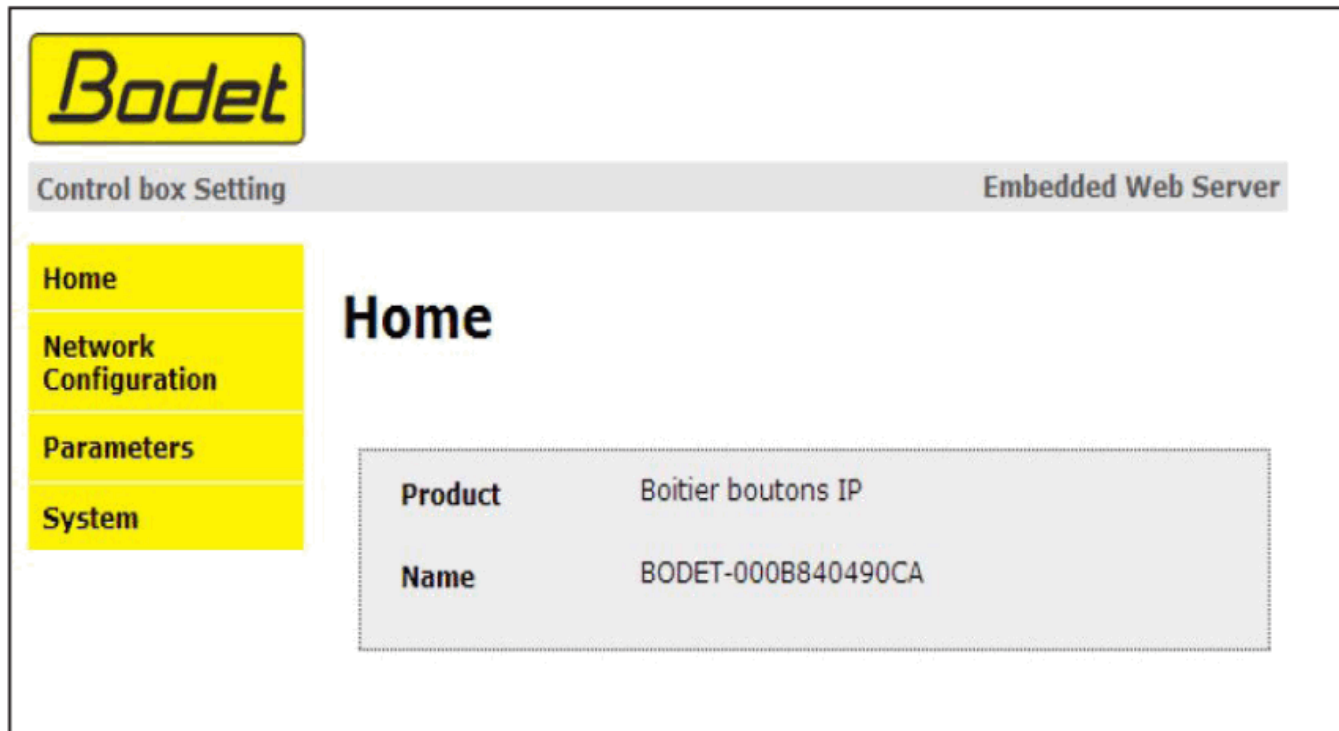 Bodet
Control box Setting
Embedded Web Server
Home
Network
Configuration
Parameters
System
Home
Product
Boitier boutons IP
Name
BODET-000B840490CA